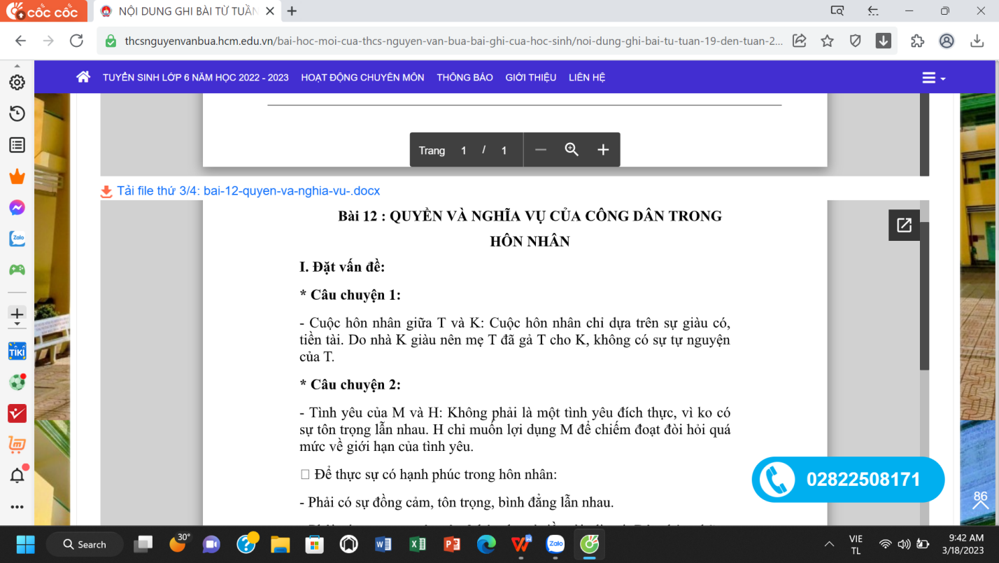 cốc cốc
NỘI DUNG GHI BÀI TỪ TUẦN
thcsnguyenvanbua.hcm.edu.vn/bai-hoc-moi-cua-thcs-nguyen-van-bua-bai-ghi-cua-hoc-sinh/noi-dung-ghi-bai-tu-tuan-19-den-tuan-2...
TUYỂN SINH LỚP 6 NĂM HỌC 2022 - 2023 HOẠT ĐỘNG CHUYÊN MÔN THÔNG BÁO GIỚI THIỆU LIÊN HỆ
Trang 1 / 1
Tải file thứ 3/4: bai-12-quyen-va-nghia-vu-.docx
Bài 12 : QUYỀN VÀ NGHĨA VỤ CỦA CÔNG DÂN TRONG
HÔN NHÂN
I. Đặt vấn đề:
* Câu chuyện 1:
- Cuộc hôn nhân giữa T và K: Cuộc hôn nhân chỉ dựa trên sự giàu có,
tiền tài. Do nhà K giàu nên mẹ T đã gả T cho K, không có sự tự nguyện
của T.
* Câu chuyện 2:
- Tình yêu của M và H: Không phải là một tình yêu đích thực, vì ko có
sự tôn trọng lẫn nhau. H chỉ muốn lợi dụng M để chiếm đoạt đòi hỏi quá
mức về giới hạn của tình yêu.
□ Để thực sự có hạnh phúc trong hôn nhân:
- Phải có sự đồng cảm, tôn trọng, bình đẳng lẫn nhau.
02822508171
86
Zalo
TIKI
30°
Search
Zalo
VIE
TL
9:42 AM
3/18/2023